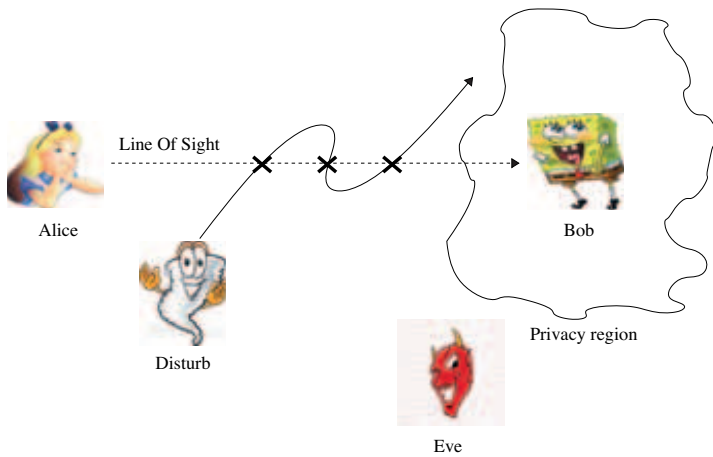 Line Of Sight
Alice
Bob
Privacy region
Disturb
Eve